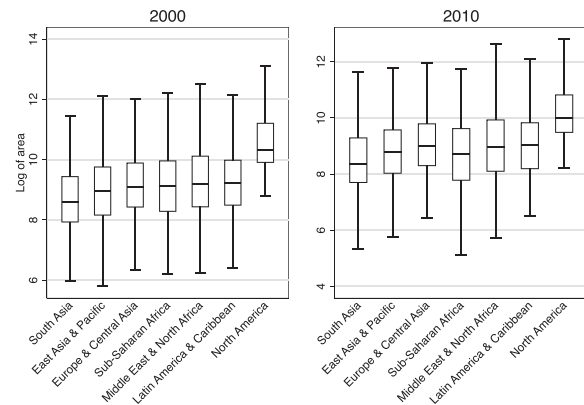 2000
2010
Log of area
14
12
10
8
6
12
10
8
6
4
South Asia
East Asia & Pacific
Europe & Central Asia
Sub-Saharan Africa
Middle East & North Africa
Latin America & Caribbean
North America
South Asia
East Asia & Pacific
Europe & Central Asia
Sub-Saharan Africa
Middle East & North Africa
Latin America & Caribbean
North America